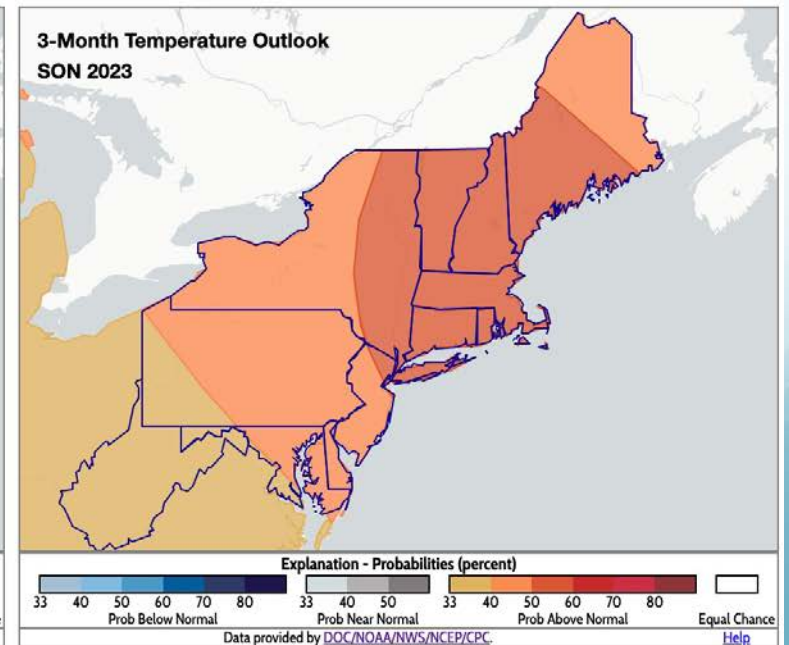 3-Month Temperature Outlook
SON 2023
Explanation - Probabilities (percent)
33 40 50 60 70 80 33 40 50 33 40 50 60 70 80
Prob Below Normal Prob Near Normal Prob Above Normal Equal Chance
Data provided by DOC/NOAA/NWS/NCEP/CPC. Help